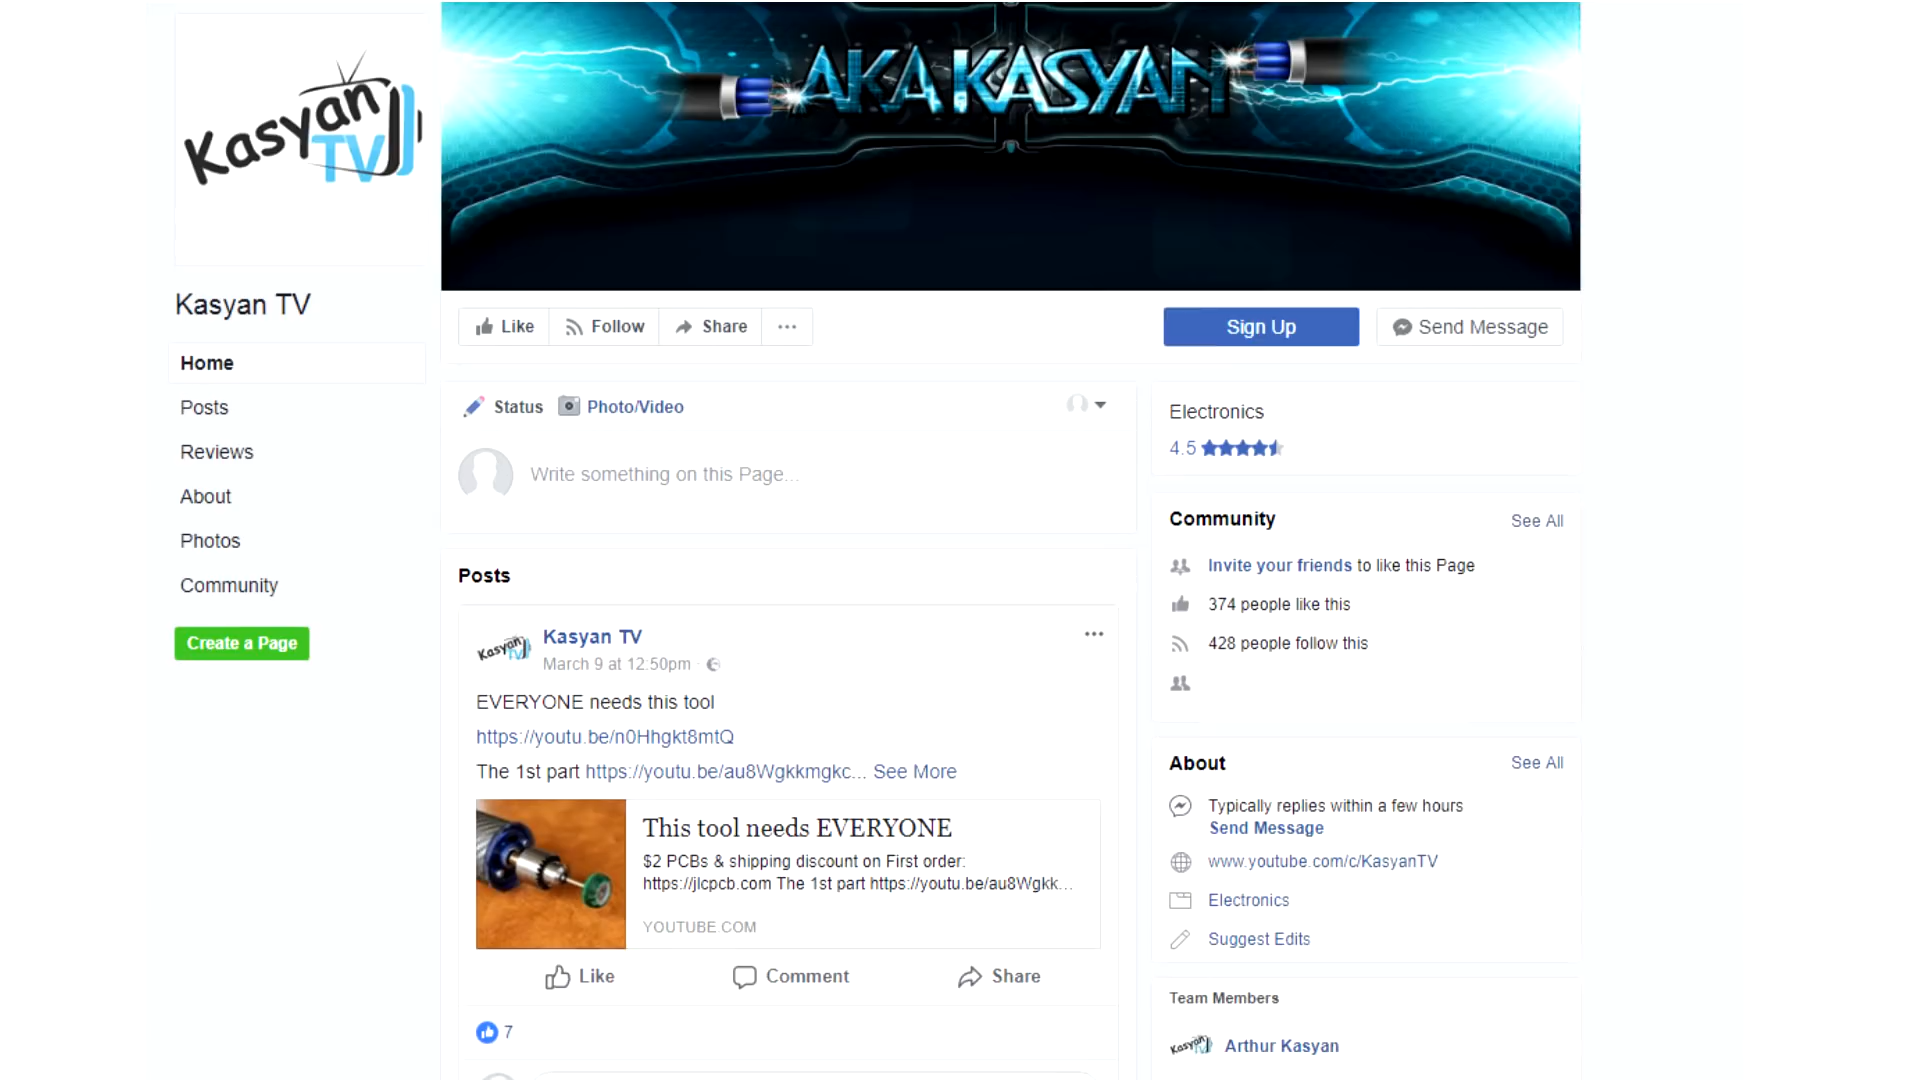 Kasyan
TV
AKA KASYAN
Kasyan TV
Like
Follow
Share
Sign Up
Send Message
Home
Posts
Reviews
About
Photos
Community
Create a Page
Status
Photo/Video
Write something on this Page...
Posts
Kasyan TV
Kasyan TV
March 9 at 12:50pm ·
EVERYONE needs this tool
https://youtu.be/n0Hhgkt8mtQ
The 1st part https://youtu.be/au8Wgkkmgkc... See More
This tool needs EVERYONE
$2 PCBs & shipping discount on First order:
https://jlcpcb.com The 1st part https://youtu.be/au8Wgkk...
YOUTUBE.COM
Like
Comment
Share
7
Electronics
4.5
Community
See All
Invite your friends to like this Page
374 people like this
428 people follow this
About
See All
Typically replies within a few hours
Send Message
www.youtube.com/c/KasyanTV
Electronics
Suggest Edits
Team Members
Kasyan TV
Arthur Kasyan